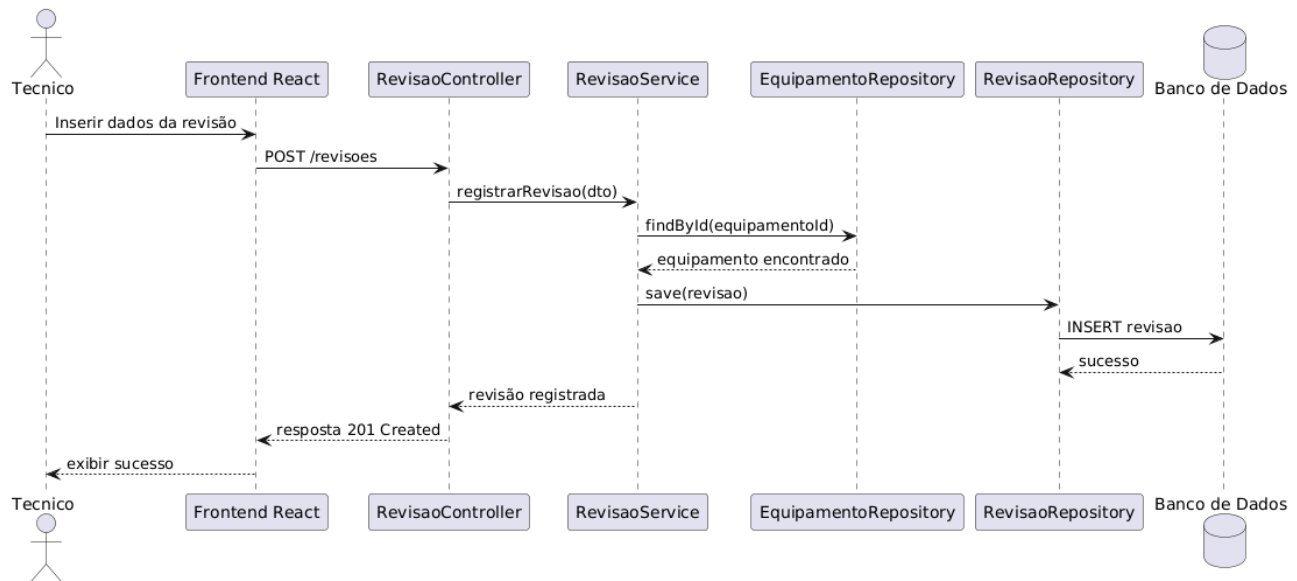 Tecnico
Frontend React
RevisaoController
RevisaoService
EquipamentoRepository
RevisaoRepository
Banco de Dados
Inserir dados da revisão
POST /revisoes
registrarRevisao(dto)
findById(equipamentoId)
equipamento encontrado
save(revisao)
INSERT revisao
sucesso
revisão registrada
resposta 201 Created
exibir sucesso
Tecnico
Frontend React
RevisaoController
RevisaoService
EquipamentoRepository
RevisaoRepository
Banco de Dados